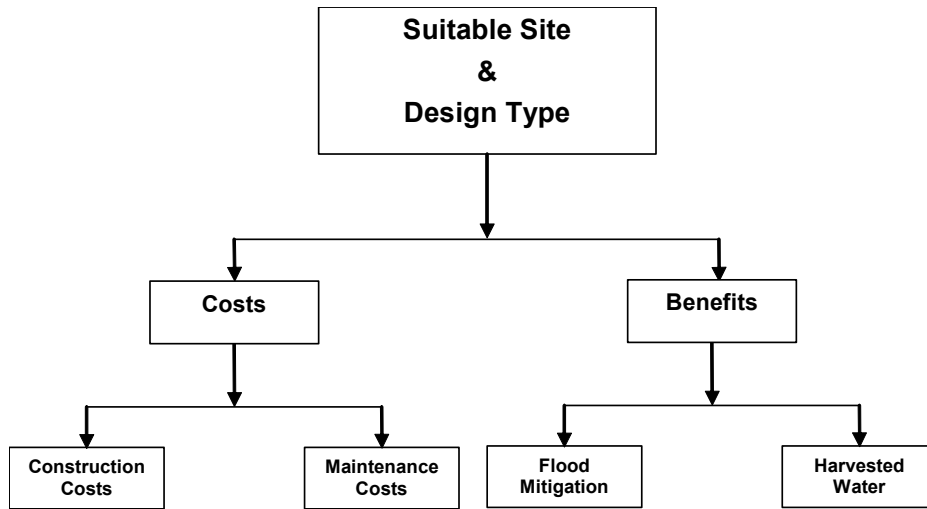 Suitable Site
&
Design Type
Costs
Benefits
Construction
Costs
Maintenance
Costs
Flood
Mitigation
Harvested
Water